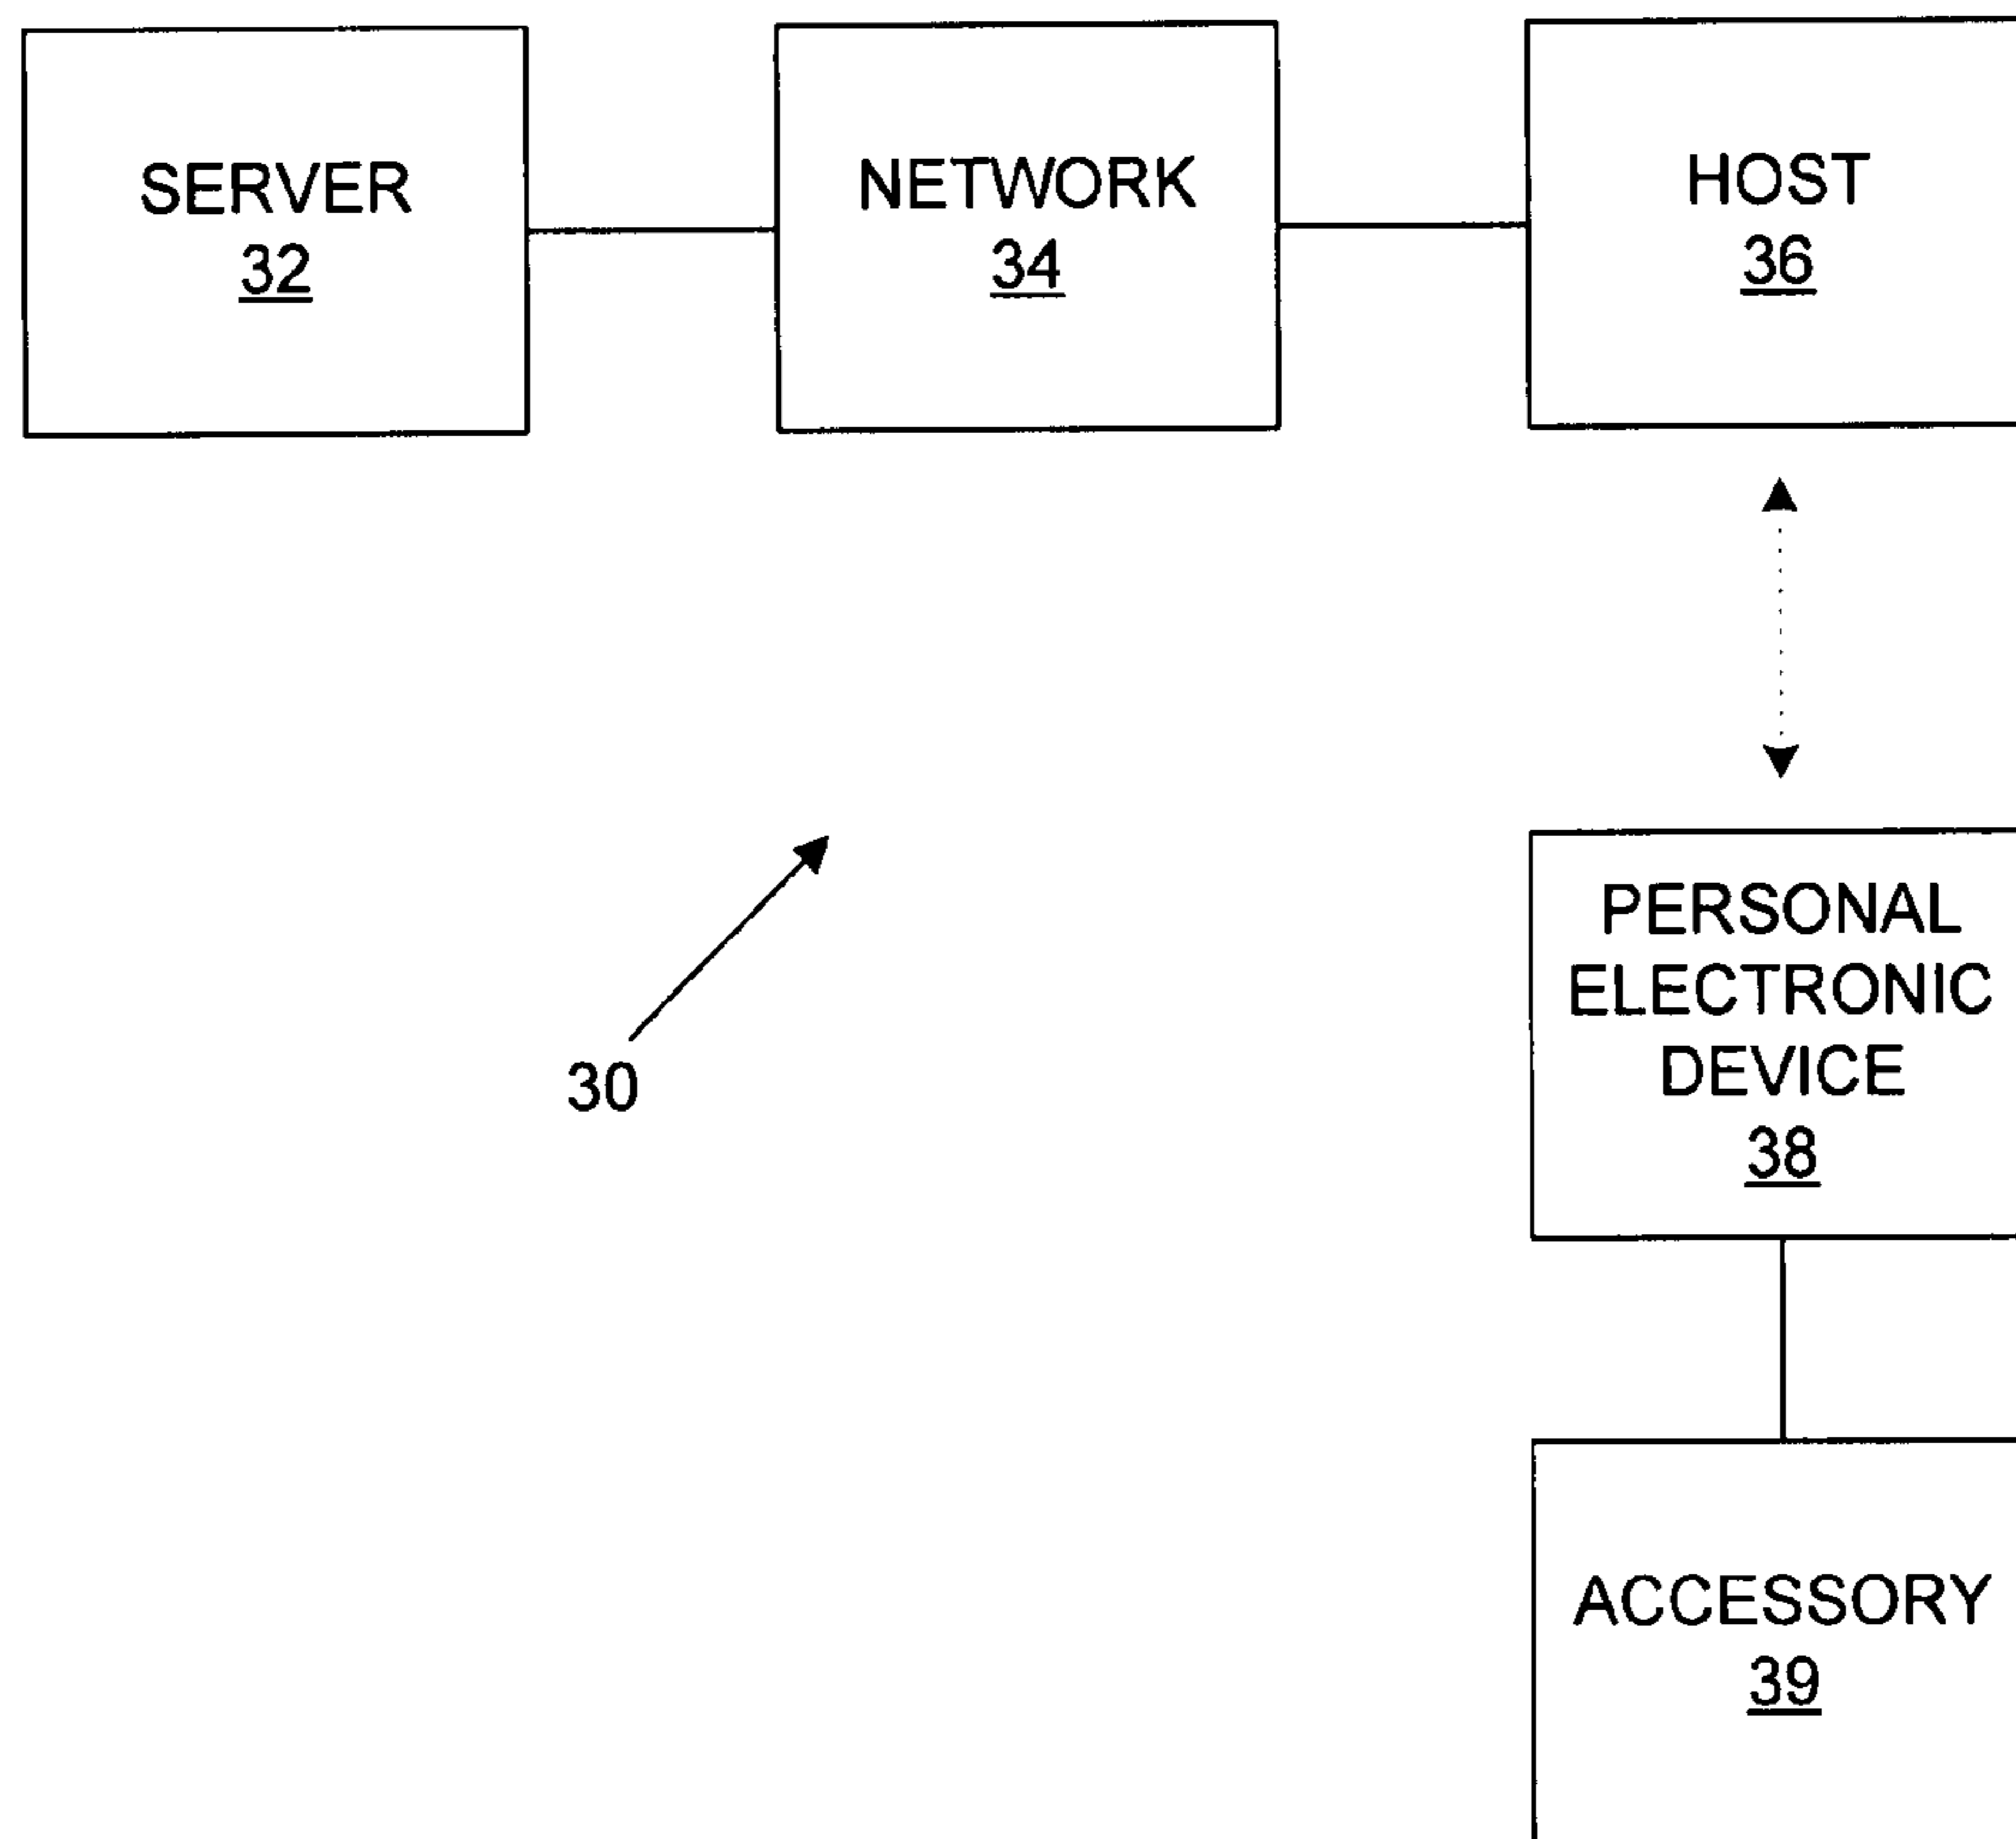 SERVER
32
NETWORK
34
HOST
36
30
PERSONAL
ELECTRONIC
DEVICE
38
ACCESSORY
39